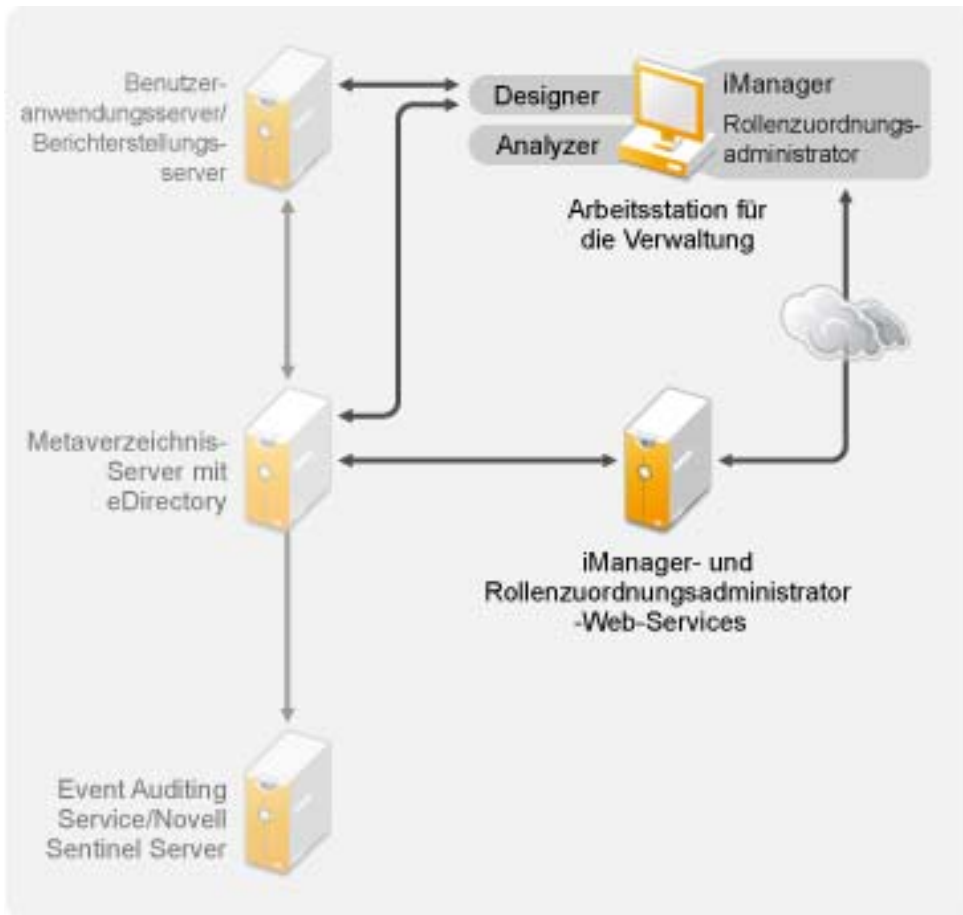 Benutzer-
anwendungsserver/
Berichterstellungs-
server
Designer
Analyzer
iManager
Rollenzuordnungs-
administrator
Arbeitsstation für
die Verwaltung
Metaverzeichnis-
Server mit
eDirectory
iManager- und
Rollenzuordnungsadministrator
-Web-Services
Event Auditing
Service/Novell
Sentinel Server